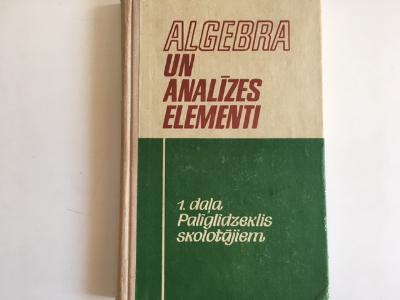 ALGEBRA
UN
ANALĪZES
ELEMENTI
1. daļa
Palīglīdzeklis
skolotājiem